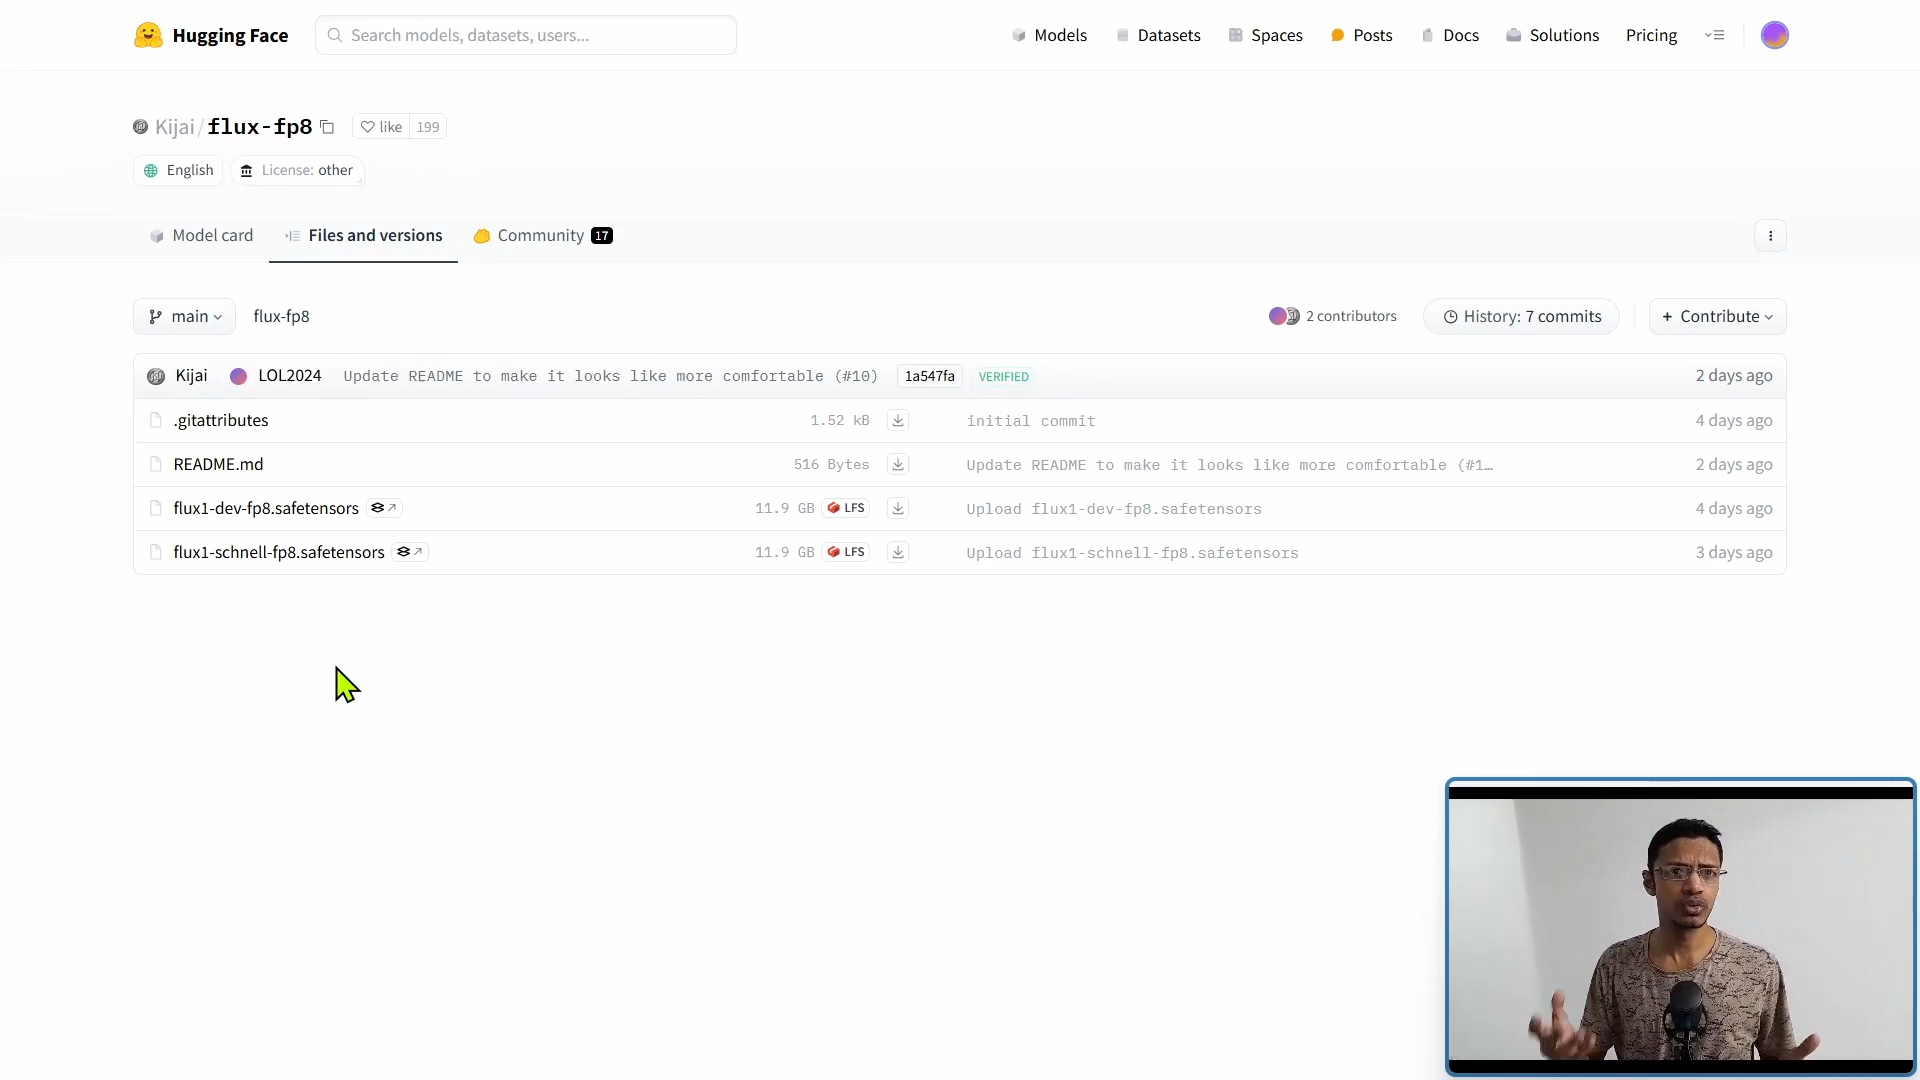 Hugging Face
Search models, datasets, users...
Models
Datasets
Spaces
Posts
Docs
Solutions
Pricing
Kijai/flux-fp8
like 199
English
License: other
Model card
Files and versions
Community 17
main
flux-fp8
2 contributors
History: 7 commits
+ Contribute
Kijai LOL2024 Update README to make it looks like more comfortable (#10) 1a547fa VERIFIED 2 days ago
.gitattributes 1.52 kB initial commit 4 days ago
README.md 516 Bytes Update README to make it looks like more comfortable (#1… 2 days ago
flux1-dev-fp8.safetensors 11.9 GB LFS Upload flux1-dev-fp8.safetensors 4 days ago
flux1-schnell-fp8.safetensors 11.9 GB LFS Upload flux1-schnell-fp8.safetensors 3 days ago